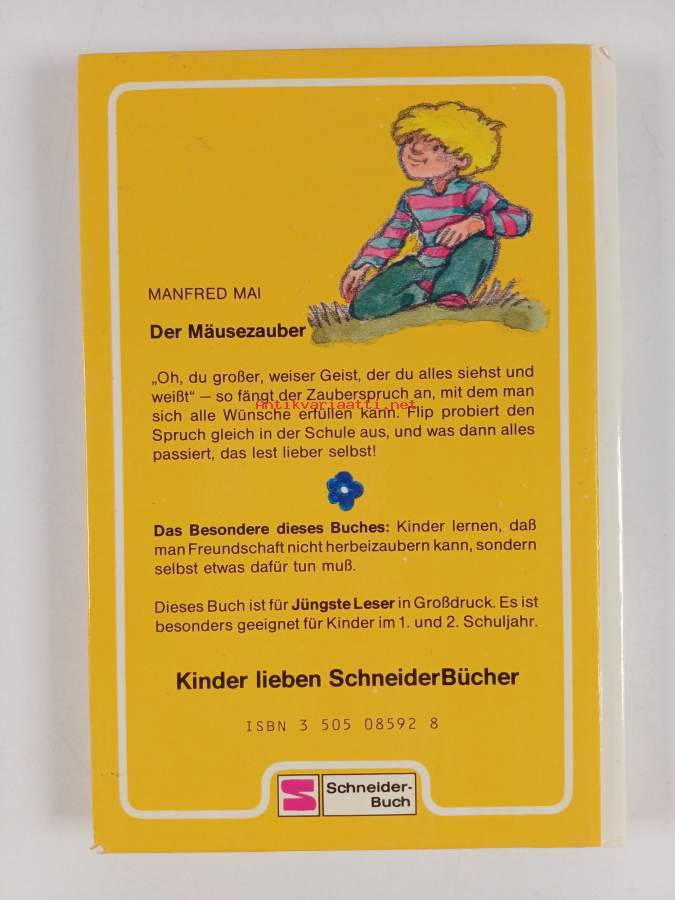 MANFRED MAI
Der Mäusezauber
„Oh, du großer, weiser Geist, der du alles siehst und
weißt“ — so fängt der Zauberspruch an, mit dem man
Antikvariaatti.net
sich alle Wünsche erfüllen kann. Flip probiert den
Spruch gleich in der Schule aus, und was dann alles
passiert, das lest lieber selbst!
Das Besondere dieses Buches: Kinder lernen, daß
man Freundschaft nicht herbeizaubern kann, sondern
selbst etwas dafür tun muß.
Dieses Buch ist für Jüngste Leser in Großdruck. Es ist
besonders geeignet für Kinder im 1. und 2. Schuljahr.
Kinder lieben SchneiderBücher
ISBN 3 505 08592 8
Schneider-
Buch